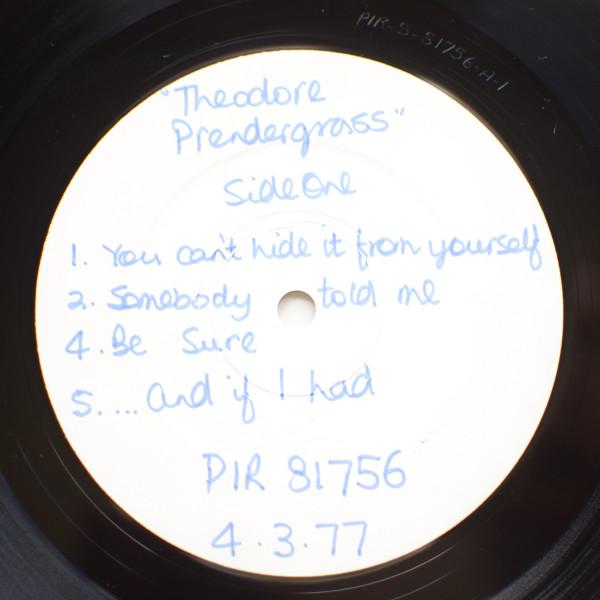 PIR-S-81756-A-1
"Theodore
Prendergrass"
Side One
1. You can't hide it from yourself
2. Somebody told me
4. Be Sure
5. ... and if I had
PIR 81756
4.3.77